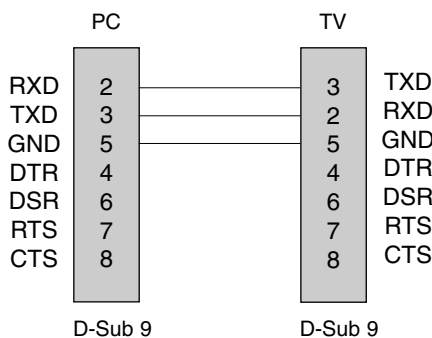 PC TV
RXD 2 3 TXD
TXD 3 2 RXD
GND 5 5 GND
DTR 4 4 DTR
DSR 6 6 DSR
RTS 7 7 RTS
CTS 8 8 CTS
D-Sub 9 D-Sub 9